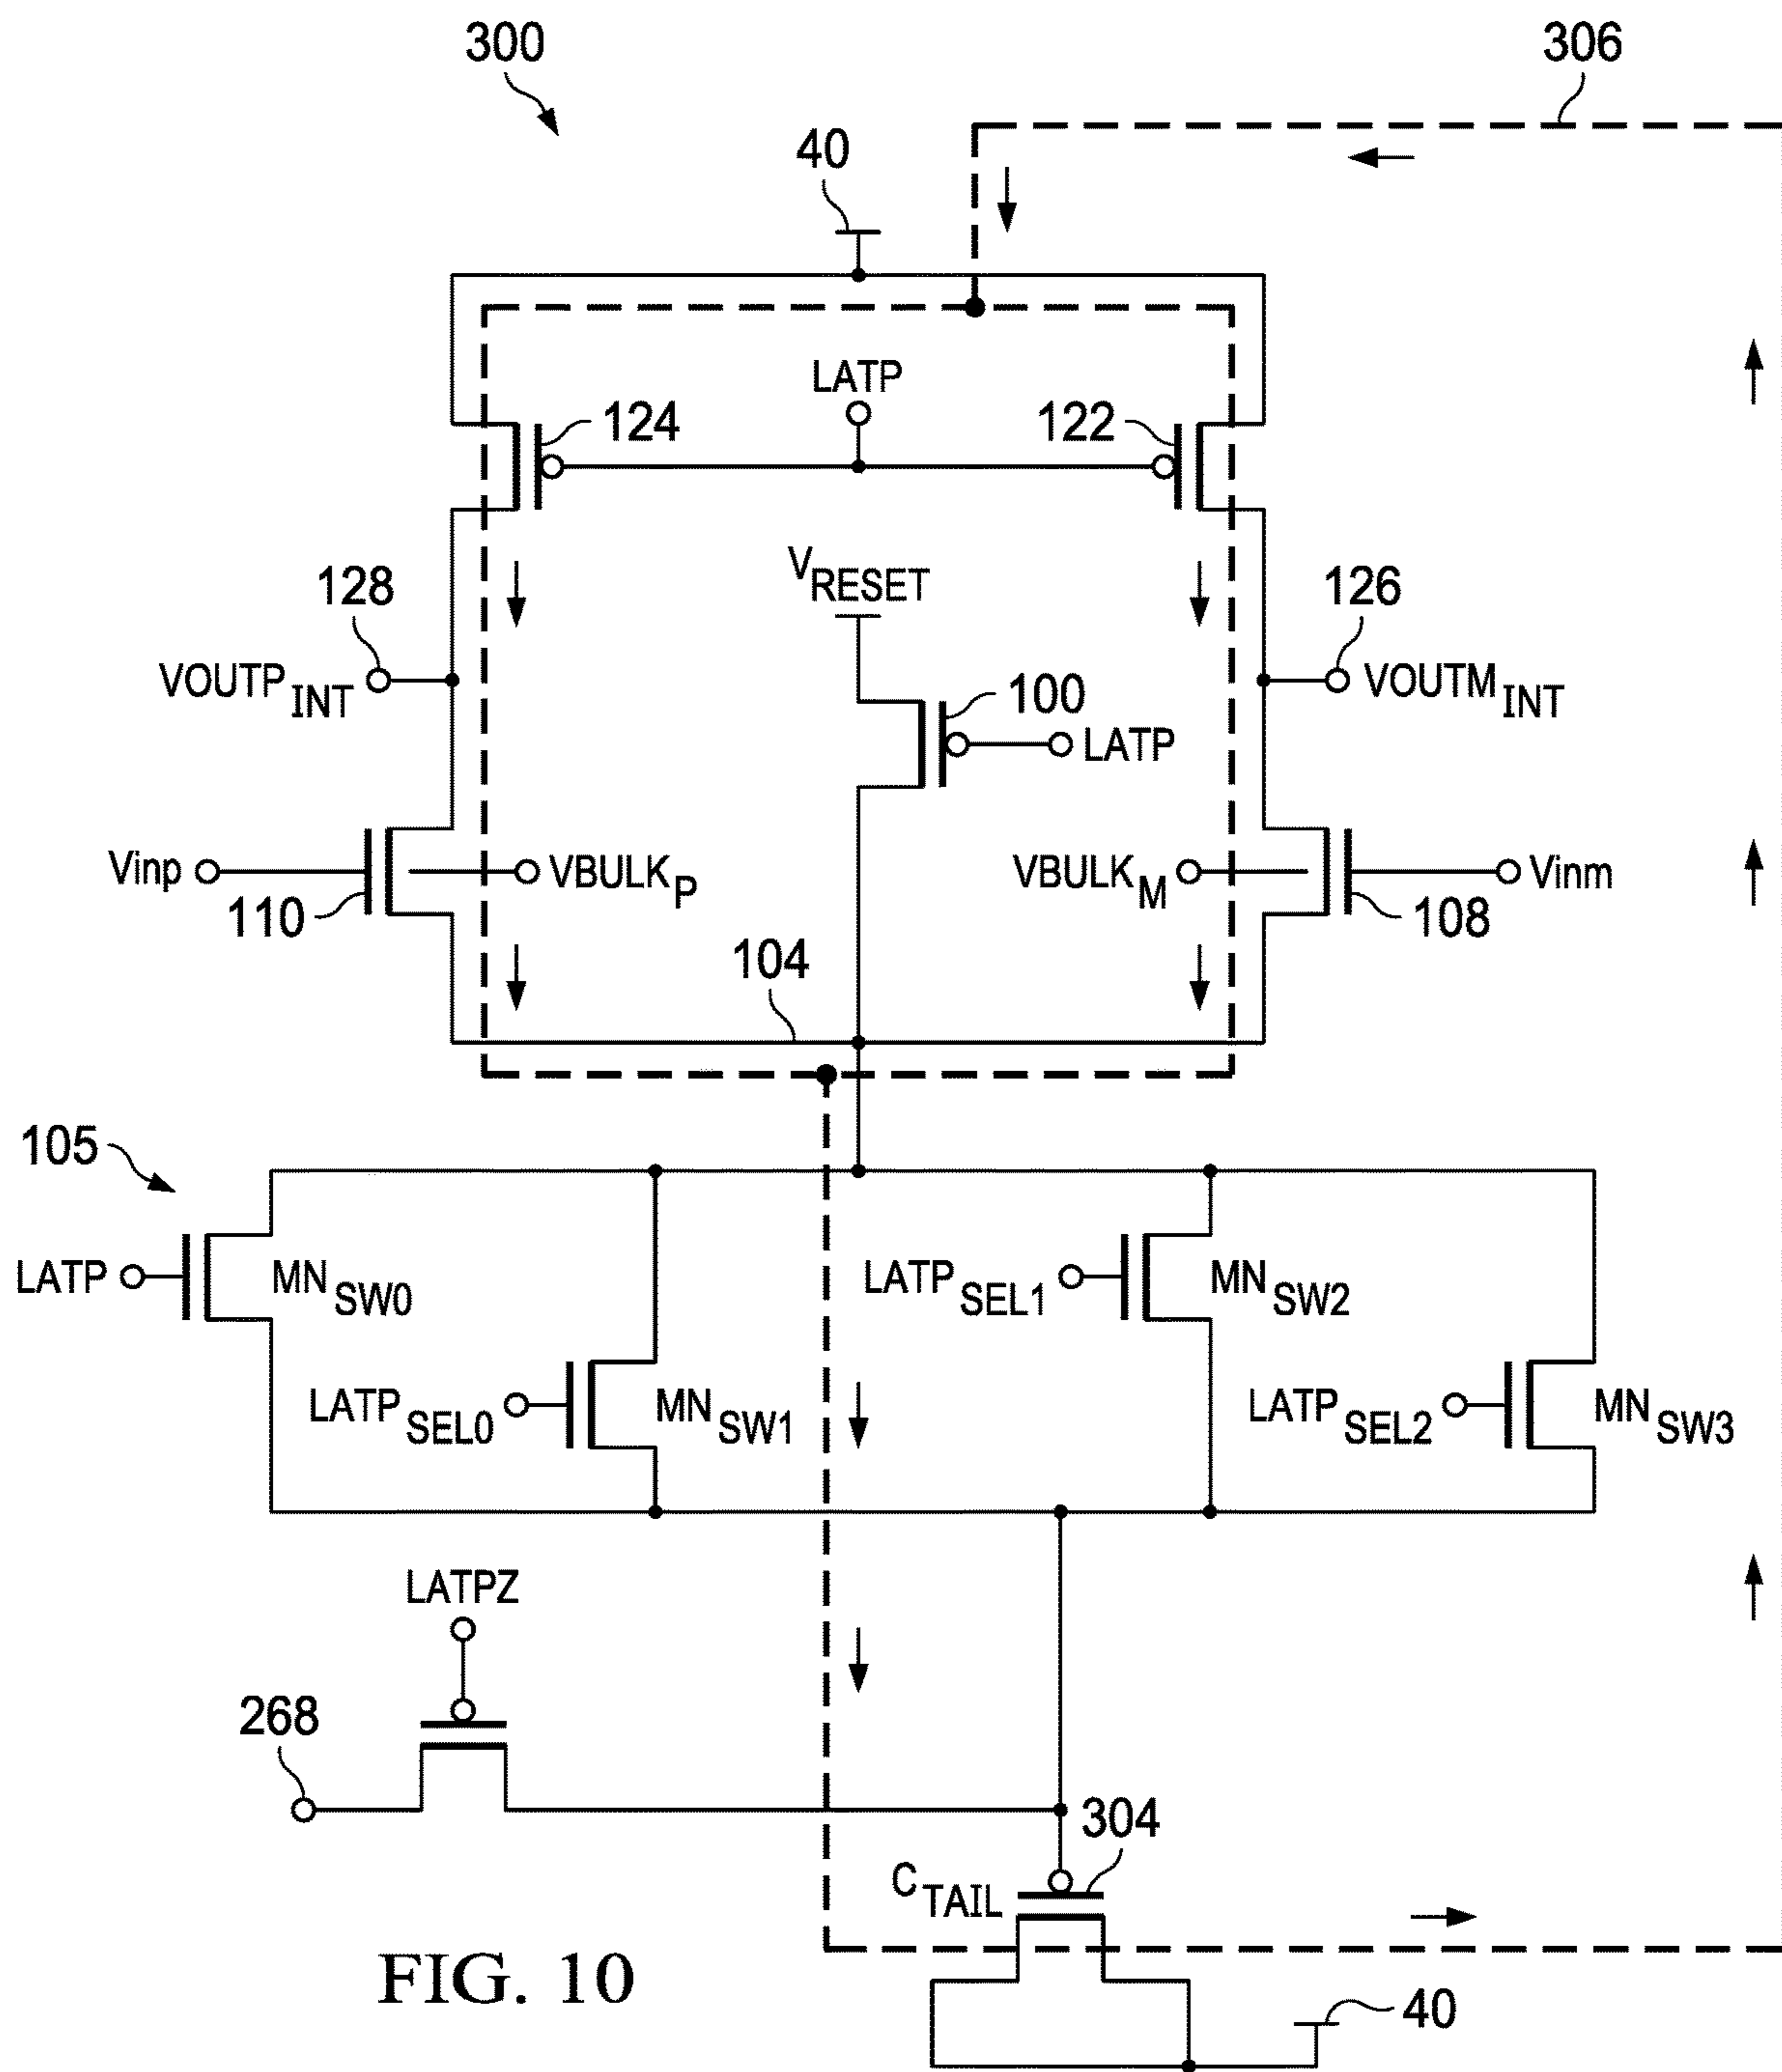 300
306
40
LATP
124
122
VRESET
128
126
VOUTPINT
100
VOUTMINT
LATP
Vinp
VBULKP
VBULKM
Vinm
110
108
104
105
LATP
MNSW0
LATPSEL1
MNSW2
LATPSEL0
MNSW1
LATPSEL2
MNSW3
LATPZ
268
304
CTAIL
FIG. 10
40